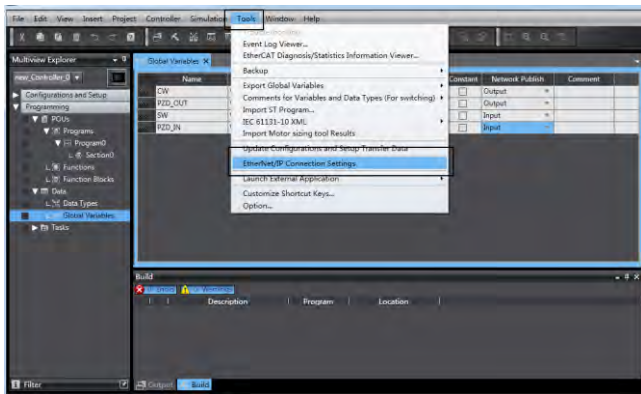 File Edit View Insert Project Controller Simulation Tools Window Help
Multiview Explorer
new_Controller_0
Configurations and Setup
Programming
POUs
Programs
Program0
Section0
Functions
Function Blocks
Data
Data Types
Global Variables
Tasks
Filter
Global Variables
Name Constant Network Publish Comment
CW Output
PZD_OUT Output
SW Input
PZD_IN Input
Event Log Viewer...
EtherCAT Diagnosis/Statistics Information Viewer...
Backup
Export Global Variables
Comments for Variables and Data Types (For switching)
Import ST Program...
IEC 61131-10 XML
Import Motor sizing tool Results
Update Configurations and Setup Transfer Data
EtherNet/IP Connection Settings
Launch External Application
Customize Shortcut Keys...
Option...
Build
Errors Warnings
Description Program Location
Output Build